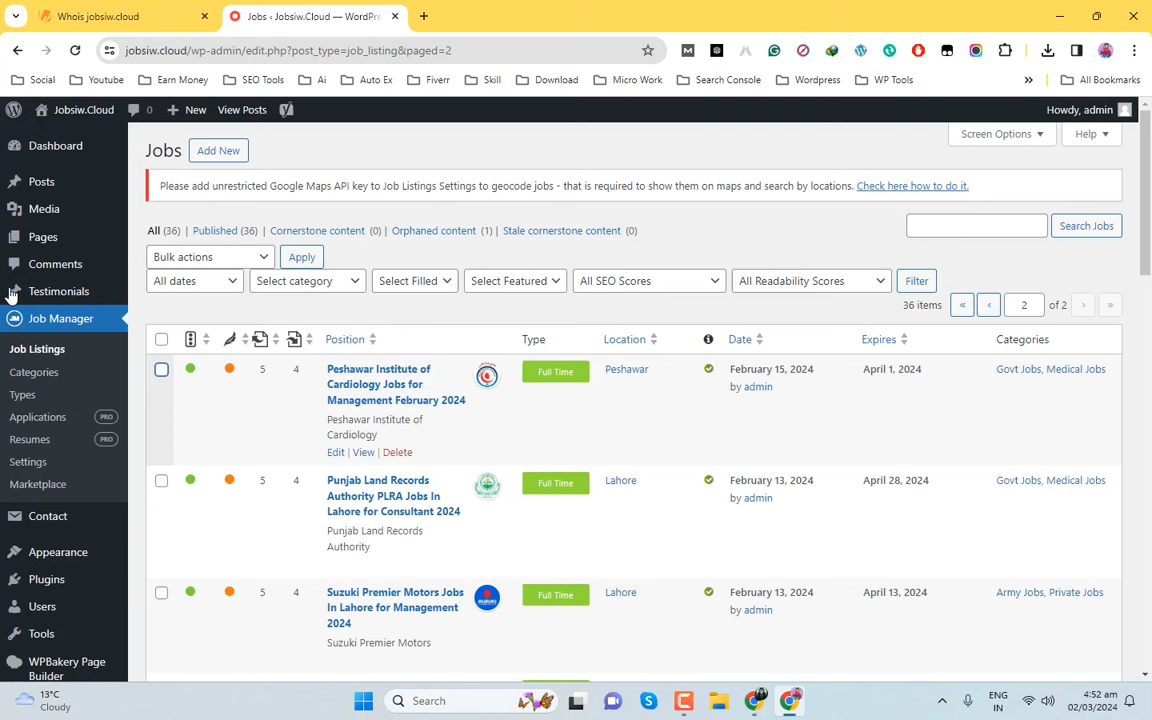 Whois jobsiw.cloud
Jobs ‹ Jobsiw.Cloud — WordPre
jobsiw.cloud/wp-admin/edit.php?post_type=job_listing&paged=2
Social
Youtube
Earn Money
SEO Tools
Ai
Auto Ex
Fiverr
Skill
Download
Micro Work
Search Console
Wordpress
WP Tools
»
All Bookmarks
Jobsiw.Cloud
0
New
View Posts
Howdy, admin
Dashboard
Posts
Media
Pages
Comments
Testimonials
Job Manager
Job Listings
Categories
Types
Applications PRO
Resumes PRO
Settings
Marketplace
Contact
Appearance
Plugins
Users
Tools
WPBakery Page
Builder
Screen Options
Help
Jobs
Add New
Please add unrestricted Google Maps API key to Job Listings Settings to geocode jobs - that is required to show them on maps and search by locations. Check here how to do it.
All (36) | Published (36) | Cornerstone content (0) | Orphaned content (1) | Stale cornerstone content (0)
Search Jobs
Bulk actions
Apply
All dates
Select category
Select Filled
Select Featured
All SEO Scores
All Readability Scores
Filter
36 items « ‹ 2 of 2 › »
Position Type Location Date Expires Categories
5 4
Peshawar Institute of
Cardiology Jobs for
Management February 2024
Peshawar Institute of
Cardiology
Edit | View | Delete
Full Time
Peshawar
February 15, 2024
by admin
April 1, 2024
Govt Jobs, Medical Jobs
5 4
Punjab Land Records
Authority PLRA Jobs In
Lahore for Consultant 2024
Punjab Land Records
Authority
Full Time
Lahore
February 13, 2024
by admin
April 28, 2024
Govt Jobs, Medical Jobs
5 4
Suzuki Premier Motors Jobs
In Lahore for Management
2024
Suzuki Premier Motors
SUZUKI
Full Time
Lahore
February 13, 2024
by admin
April 13, 2024
Army Jobs, Private Jobs
13°C
Cloudy
Search
ENG
IN
4:52 am
02/03/2024